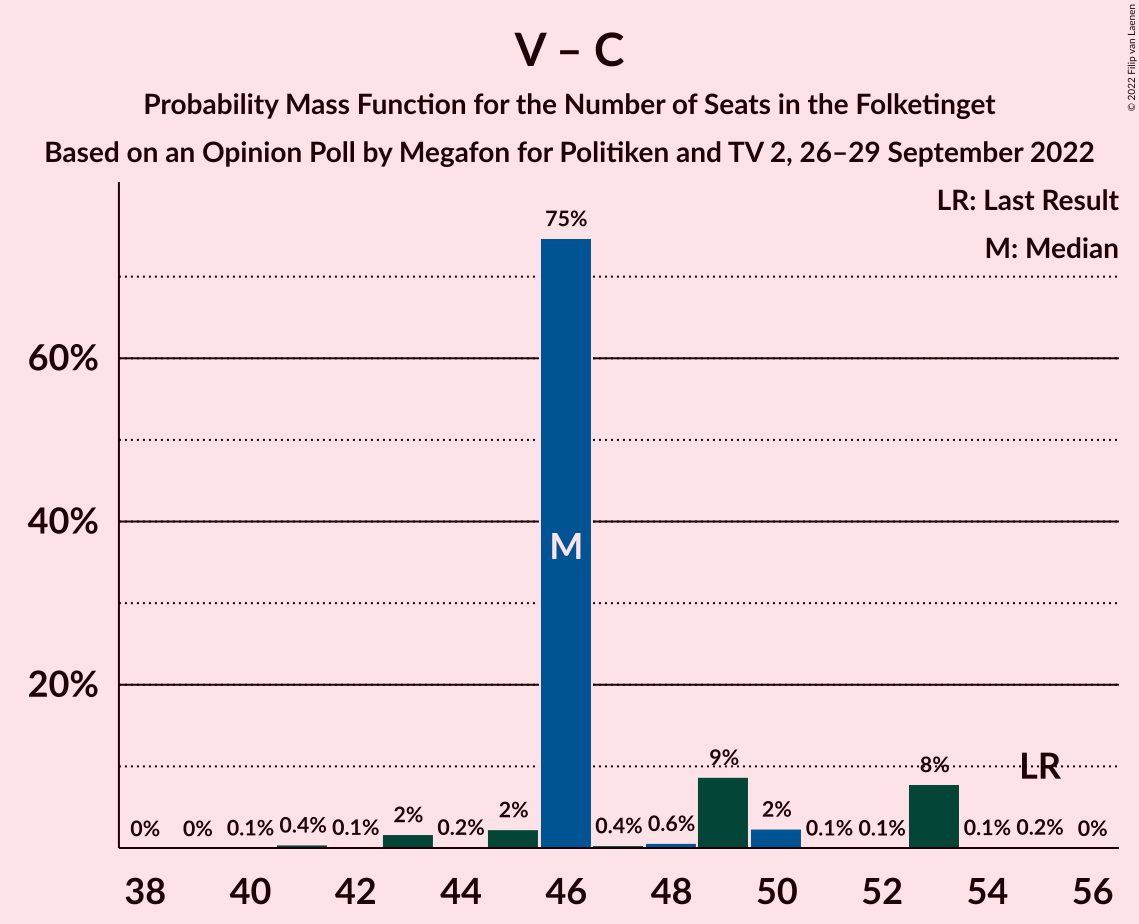 V – C
Probability Mass Function for the Number of Seats in the Folketinget
Based on an Opinion Poll by Megafon for Politiken and TV 2, 26–29 September 2022
© 2022 Filip van Laenen
LR: Last Result
M: Median
75%
60%
40%
M
20%
9%
8%
LR
0% 0% 0.1% 0.4% 0.1% 2% 0.2% 2% 0.4% 0.6% 2% 0.1% 0.1% 0.1% 0.2% 0%
38 40 42 44 46 48 50 52 54 56